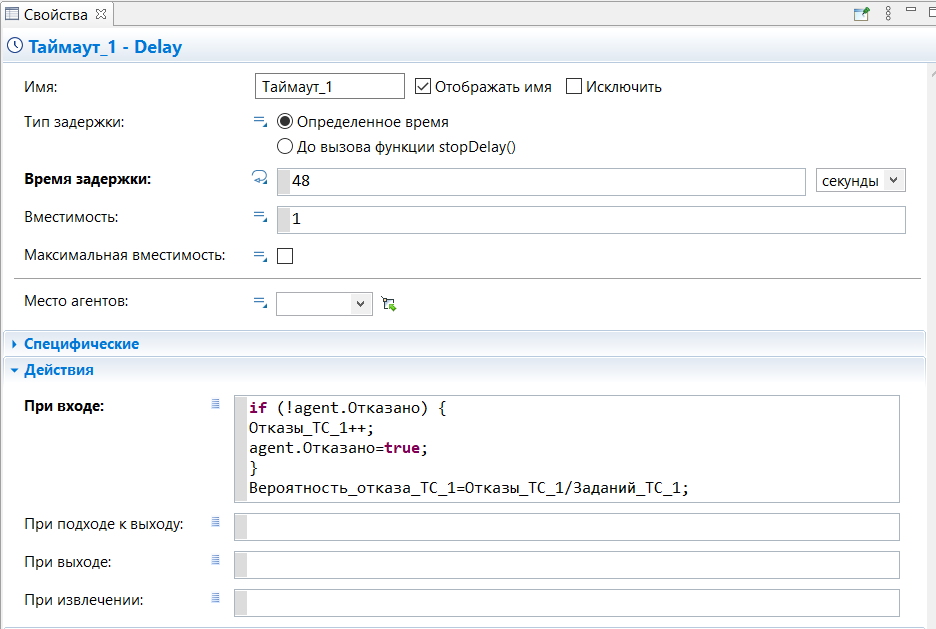 Свойства
Таймаут_1 - Delay
Имя: Таймаут_1 Отображать имя Исключить
Тип задержки: Определенное время
До вызова функции stopDelay()
Время задержки: 48 секунды
Вместимость: 1
Максимальная вместимость:
Место агентов:
Специфические
Действия
При входе: if (!agent.Отказано) {
Отказы_ТС_1++;
agent.Отказано=true;
}
Вероятность_отказа_ТС_1=Отказы_ТС_1/Заданий_ТС_1;
При подходе к выходу:
При выходе:
При извлечении: